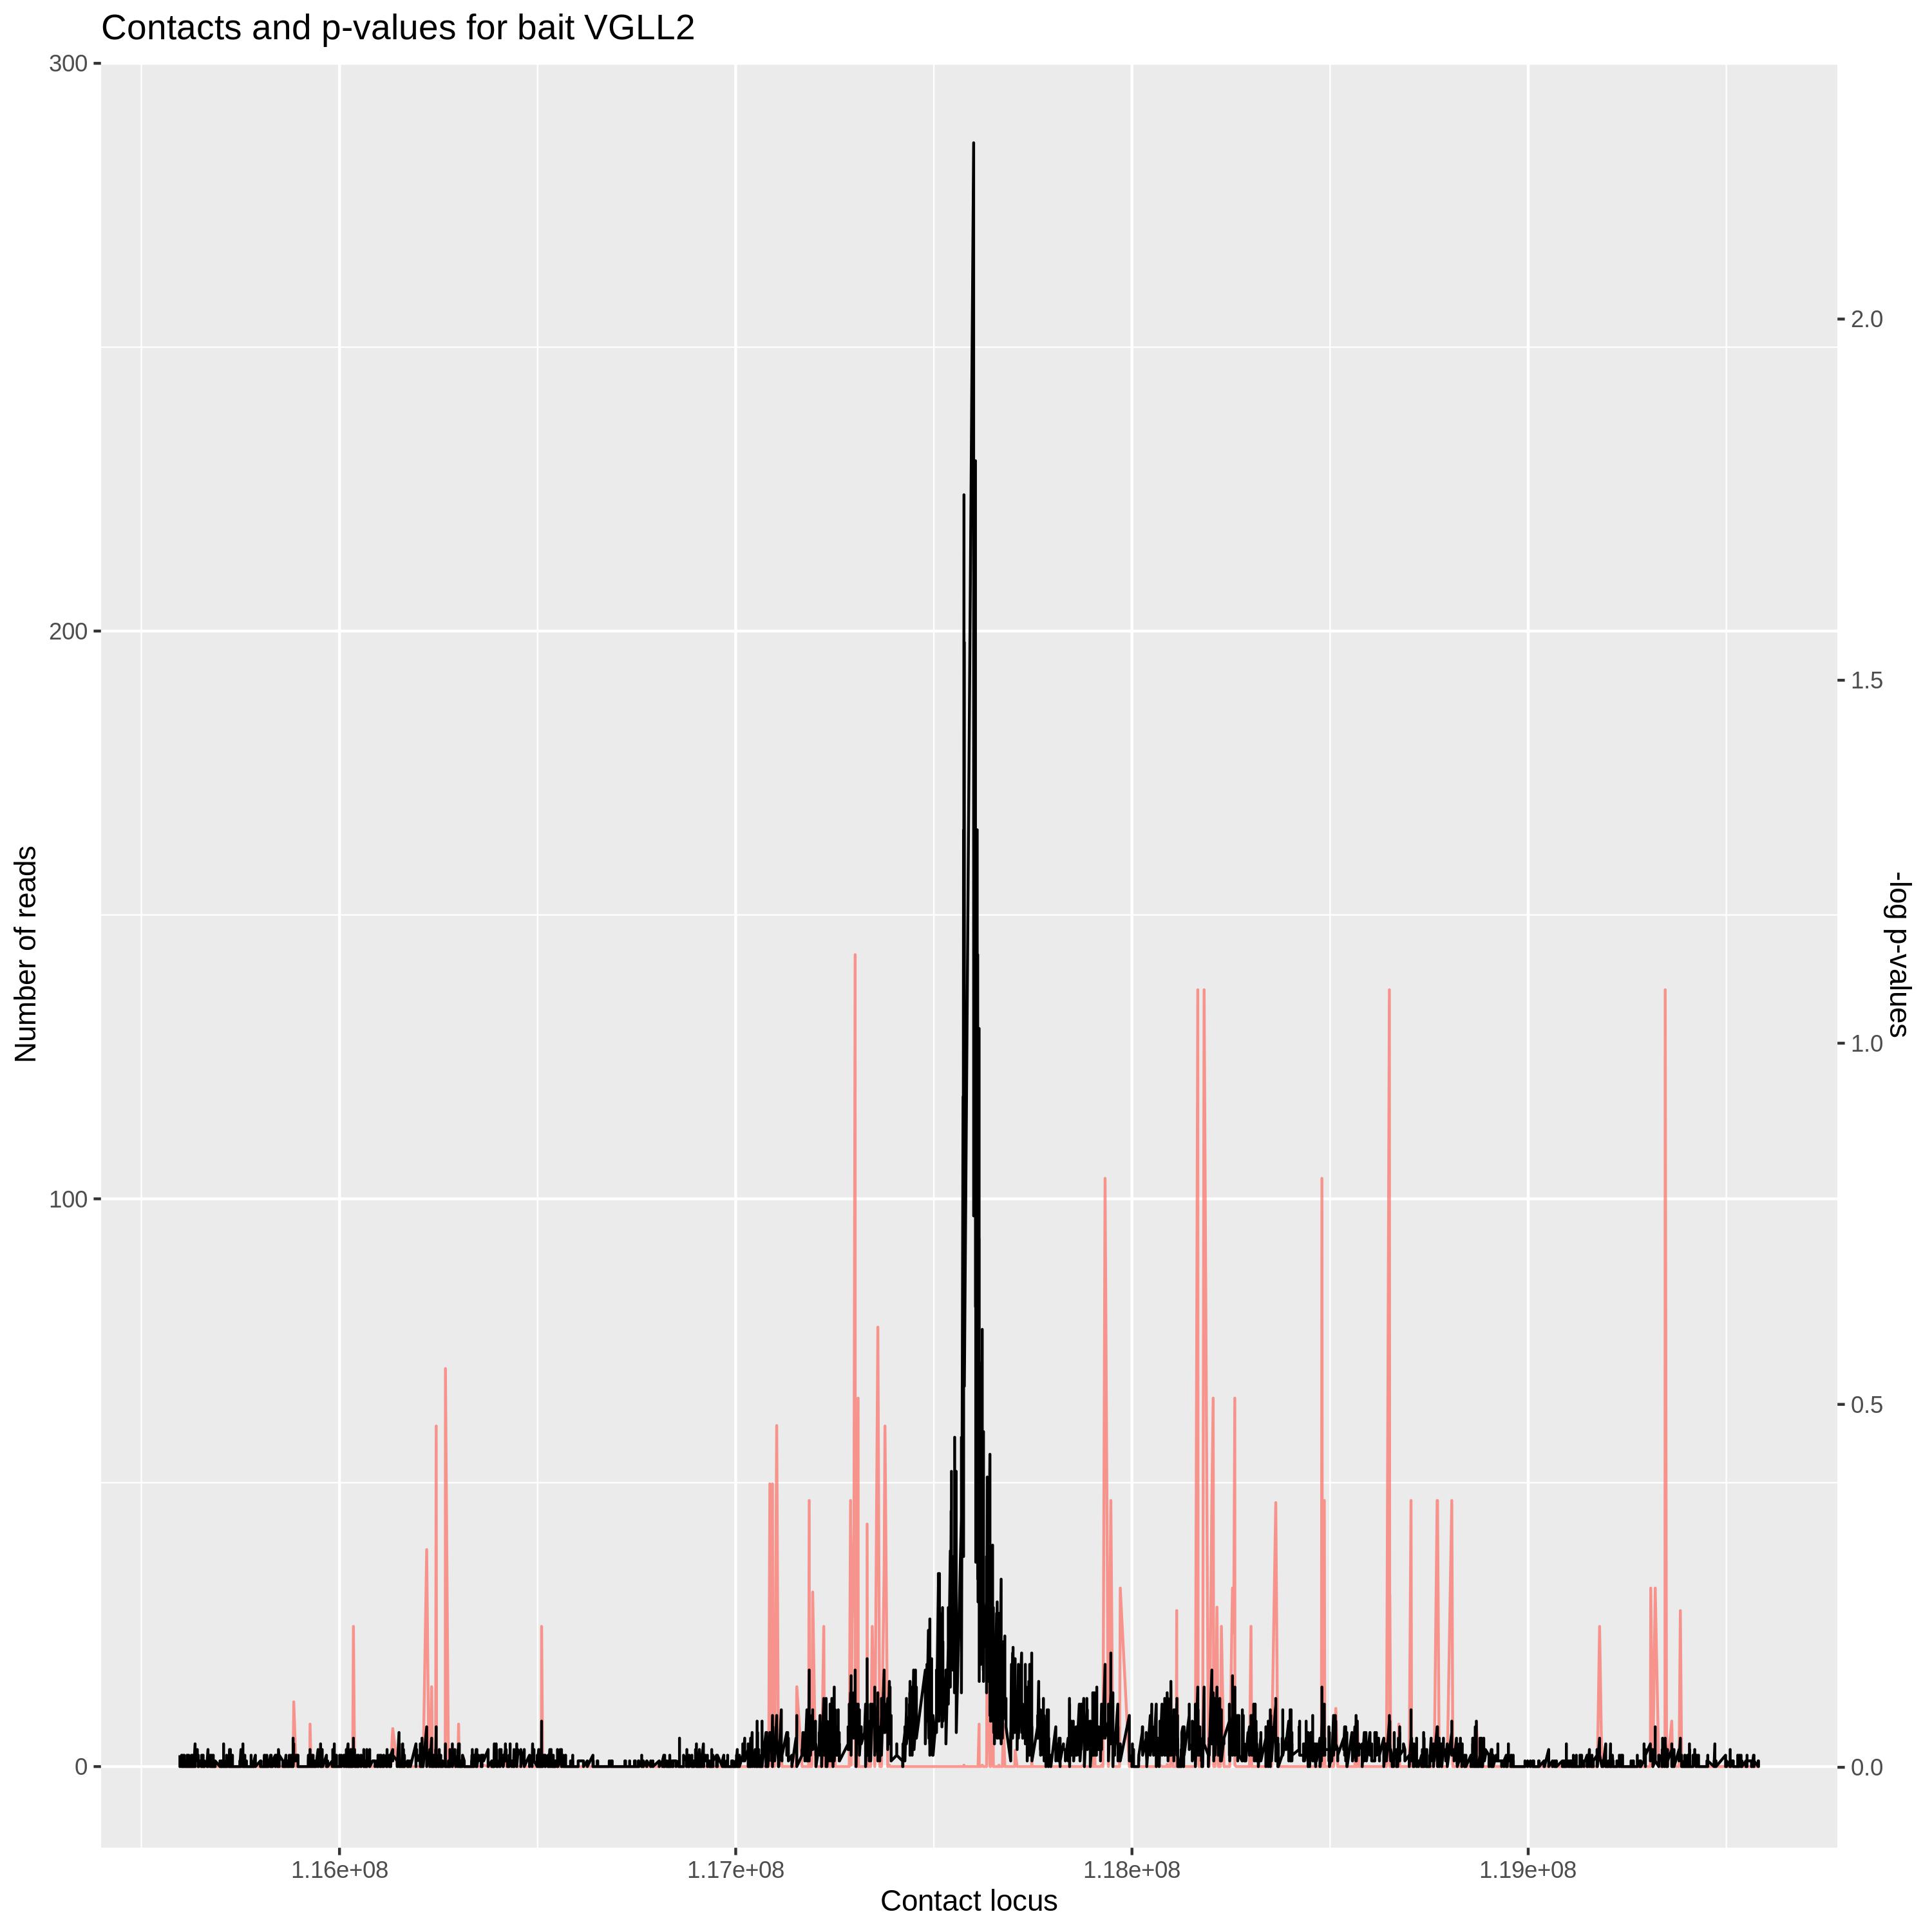 Contacts and p-values for bait VGLL2
300
200
100
0
Number of reads
2.0
1.5
1.0
0.5
0.0
-log p-values
1.16e+08
1.17e+08
1.18e+08
1.19e+08
Contact locus